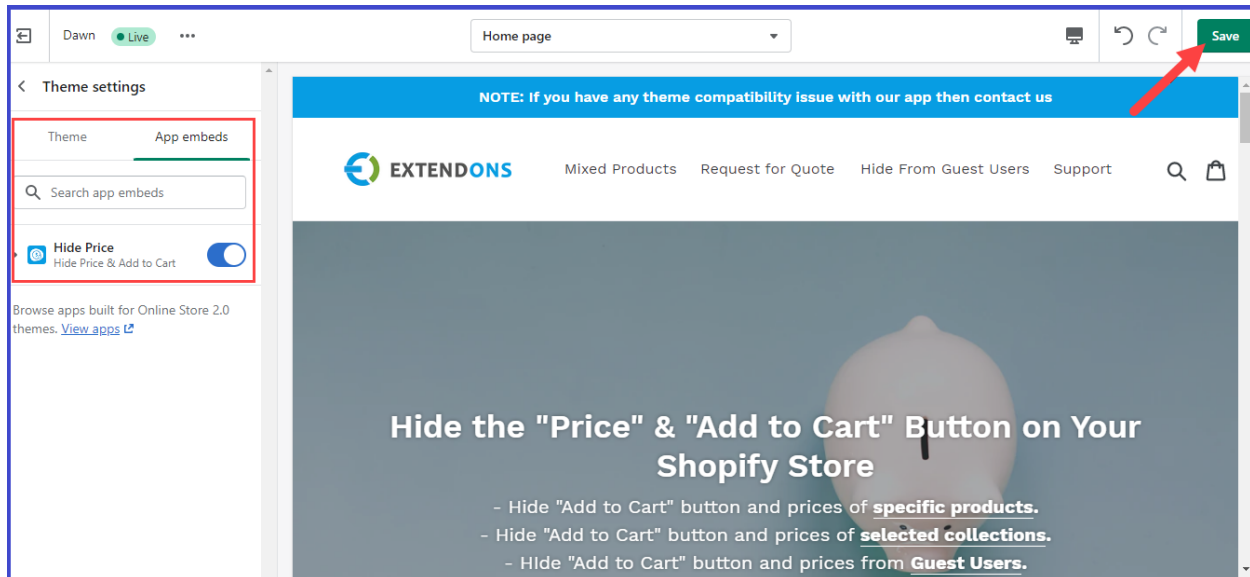 Dawn Live ••• Home page Save
Theme settings
NOTE: If you have any theme compatibility issue with our app then contact us
Theme App embeds
Search app embeds
EXTENDONS Mixed Products Request for Quote Hide From Guest Users Support
Hide Price
Hide Price & Add to Cart
Browse apps built for Online Store 2.0
themes. View apps
Hide the "Price" & "Add to Cart" Button on Your
Shopify Store
- Hide "Add to Cart" button and prices of specific products.
- Hide "Add to Cart" button and prices of selected collections.
- HIde "Add to Cart" button and prices from Guest Users.